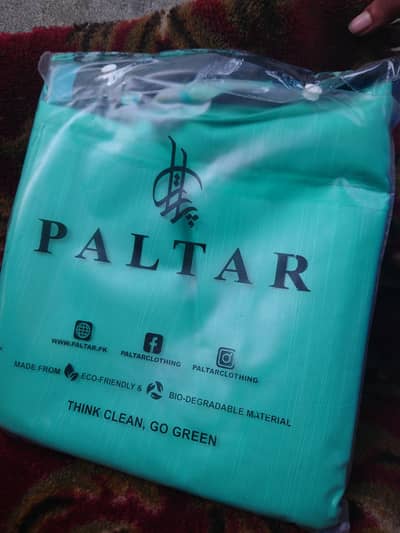 PALTAR
WWW.PALTAR.PK PALTARCLOTHING PALTARCLOTHING
MADE FROM ECO-FRIENDLY & BIO-DEGRADABLE MATERIAL
THINK CLEAN, GO GREEN